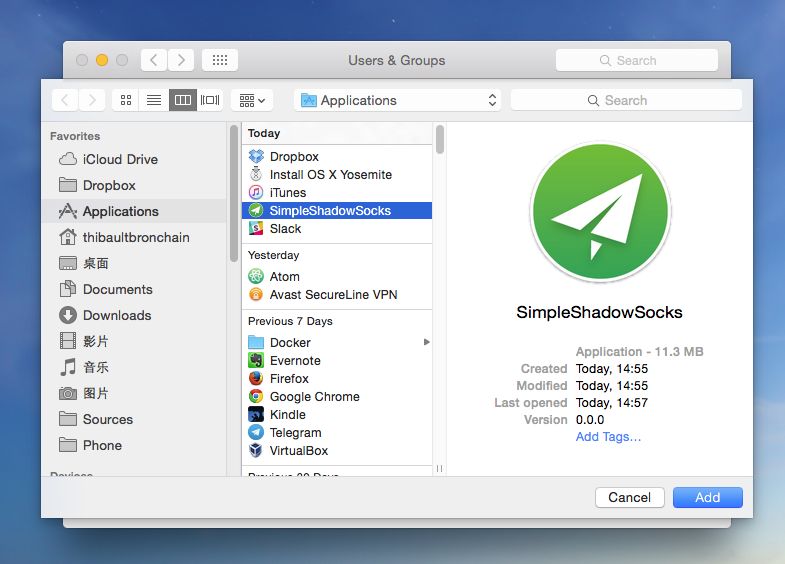 Users & Groups
Search
Applications
Search
Favorites
iCloud Drive
Dropbox
Applications
thibaultbronchain
桌面
Documents
Downloads
影片
音乐
图片
Sources
Phone
Devices
Today
Dropbox
Install OS X Yosemite
iTunes
SimpleShadowSocks
Slack
Yesterday
Atom
Avast SecureLine VPN
Previous 7 Days
Docker
Evernote
Firefox
Google Chrome
Kindle
Telegram
VirtualBox
SimpleShadowSocks
Application - 11.3 MB
Created Today, 14:55
Modified Today, 14:55
Last opened Today, 14:57
Version 0.0.0
Add Tags...
Cancel
Add